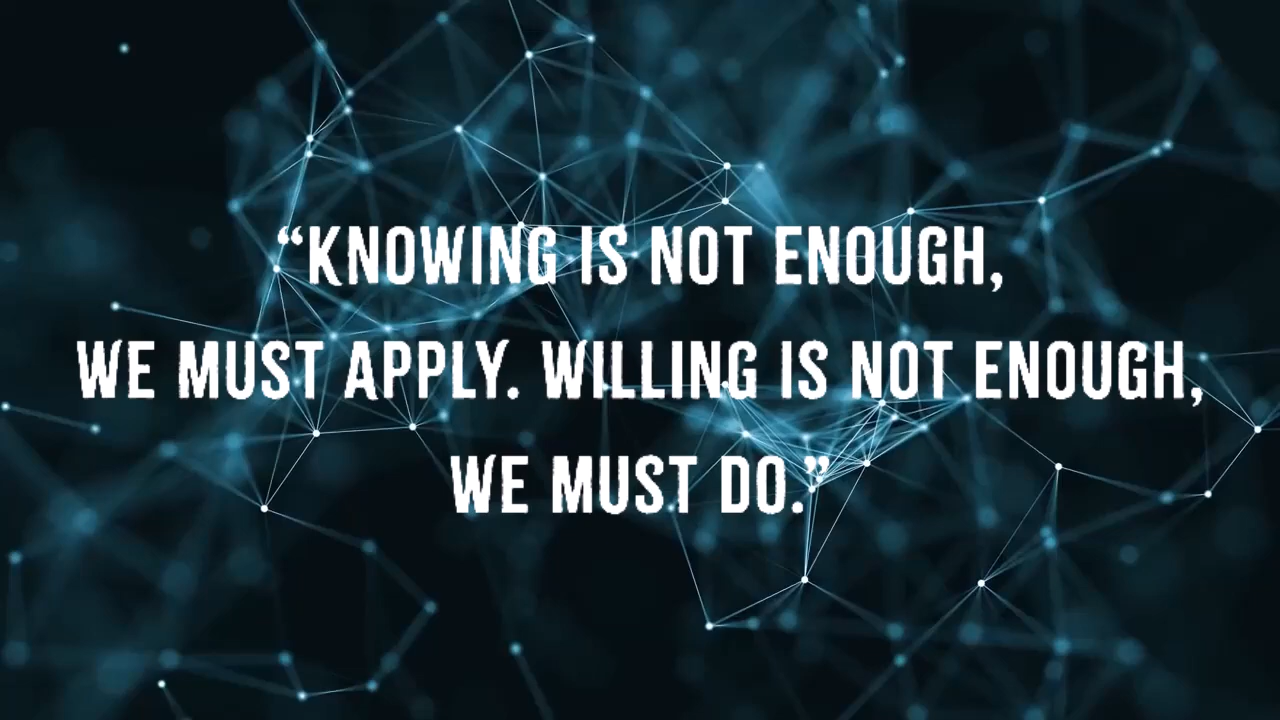 “KNOWING IS NOT ENOUGH,
WE MUST APPLY. WILLING IS NOT ENOUGH,
WE MUST DO.”